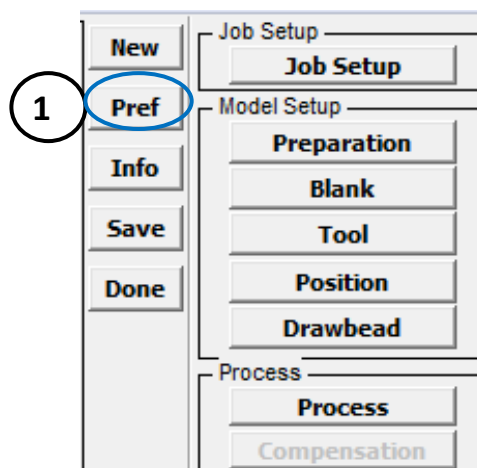 New
1
Pref
Info
Save
Done
Job Setup
Job Setup
Model Setup
Preparation
Blank
Tool
Position
Drawbead
Process
Process
Compensation